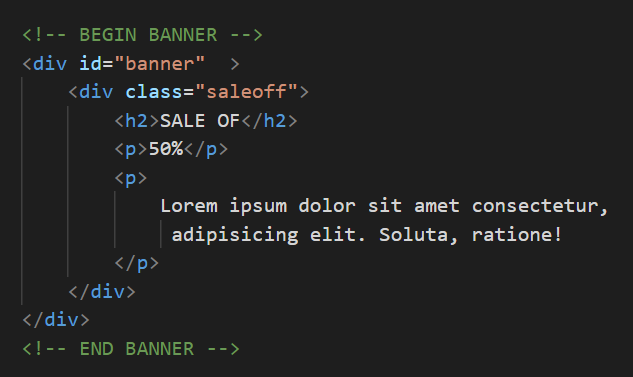 <!-- BEGIN BANNER -->
<div id="banner"  >
    <div class="saleoff">
        <h2>SALE OF</h2>
        <p>50%</p>
        <p>
            Lorem ipsum dolor sit amet consectetur,
             adipisicing elit. Soluta, ratione!
        </p>
    </div>
</div>
<!-- END BANNER -->